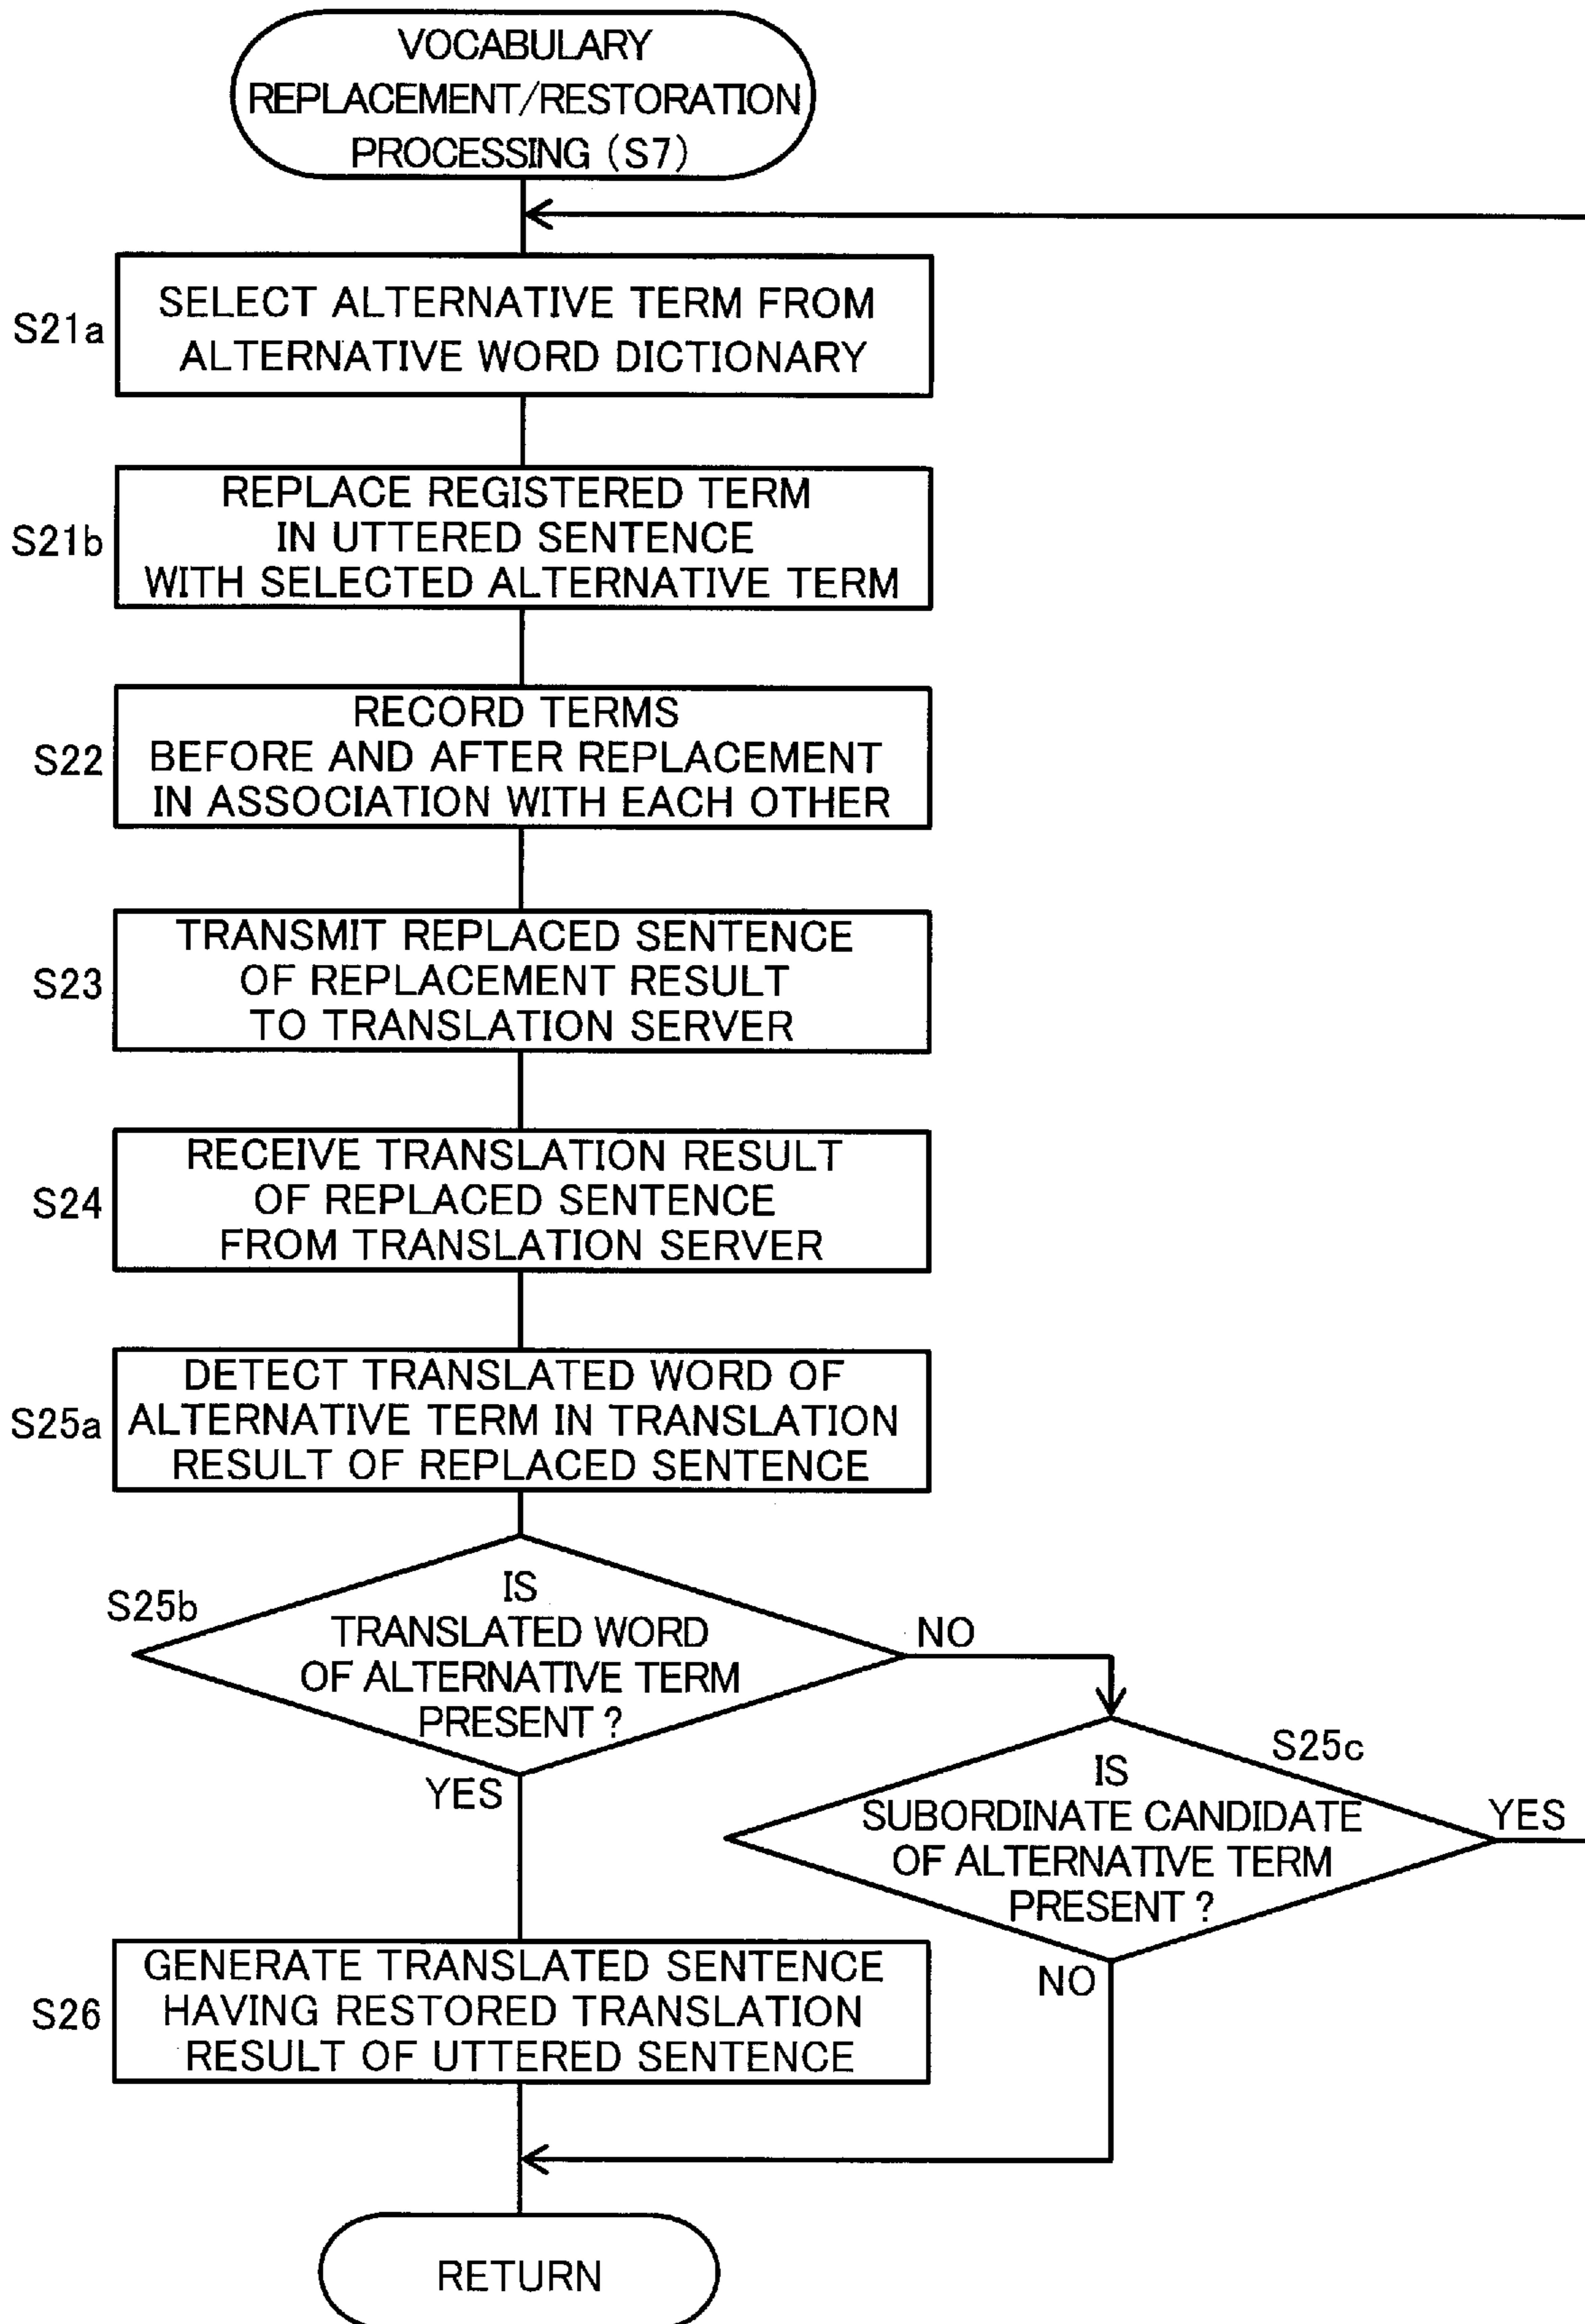 VOCABULARY
REPLACEMENT/RESTORATION
PROCESSING (S7)
S21a
SELECT ALTERNATIVE TERM FROM
ALTERNATIVE WORD DICTIONARY
S21b
REPLACE REGISTERED TERM
IN UTTERED SENTENCE
WITH SELECTED ALTERNATIVE TERM
S22
RECORD TERMS
BEFORE AND AFTER REPLACEMENT
IN ASSOCIATION WITH EACH OTHER
S23
TRANSMIT REPLACED SENTENCE
OF REPLACEMENT RESULT
TO TRANSLATION SERVER
S24
RECEIVE TRANSLATION RESULT
OF REPLACED SENTENCE
FROM TRANSLATION SERVER
S25a
DETECT TRANSLATED WORD OF
ALTERNATIVE TERM IN TRANSLATION
RESULT OF REPLACED SENTENCE
S25b
IS
TRANSLATED WORD
OF ALTERNATIVE TERM
PRESENT ?
NO
YES
S25c
IS
SUBORDINATE CANDIDATE
OF ALTERNATIVE TERM
PRESENT ?
YES
NO
S26
GENERATE TRANSLATED SENTENCE
HAVING RESTORED TRANSLATION
RESULT OF UTTERED SENTENCE
RETURN